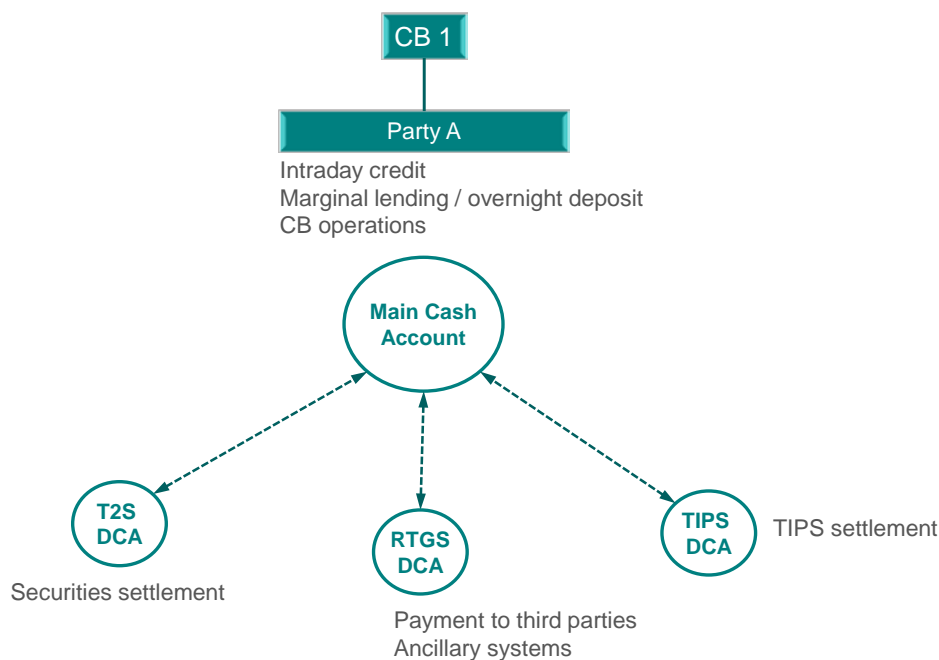 CB 1
Party A
Intraday credit
Marginal lending / overnight deposit
CB operations
Main Cash
Account
T2S
DCA
Securities settlement
RTGS
DCA
Payment to third parties
Ancillary systems
TIPS
DCA
TIPS settlement